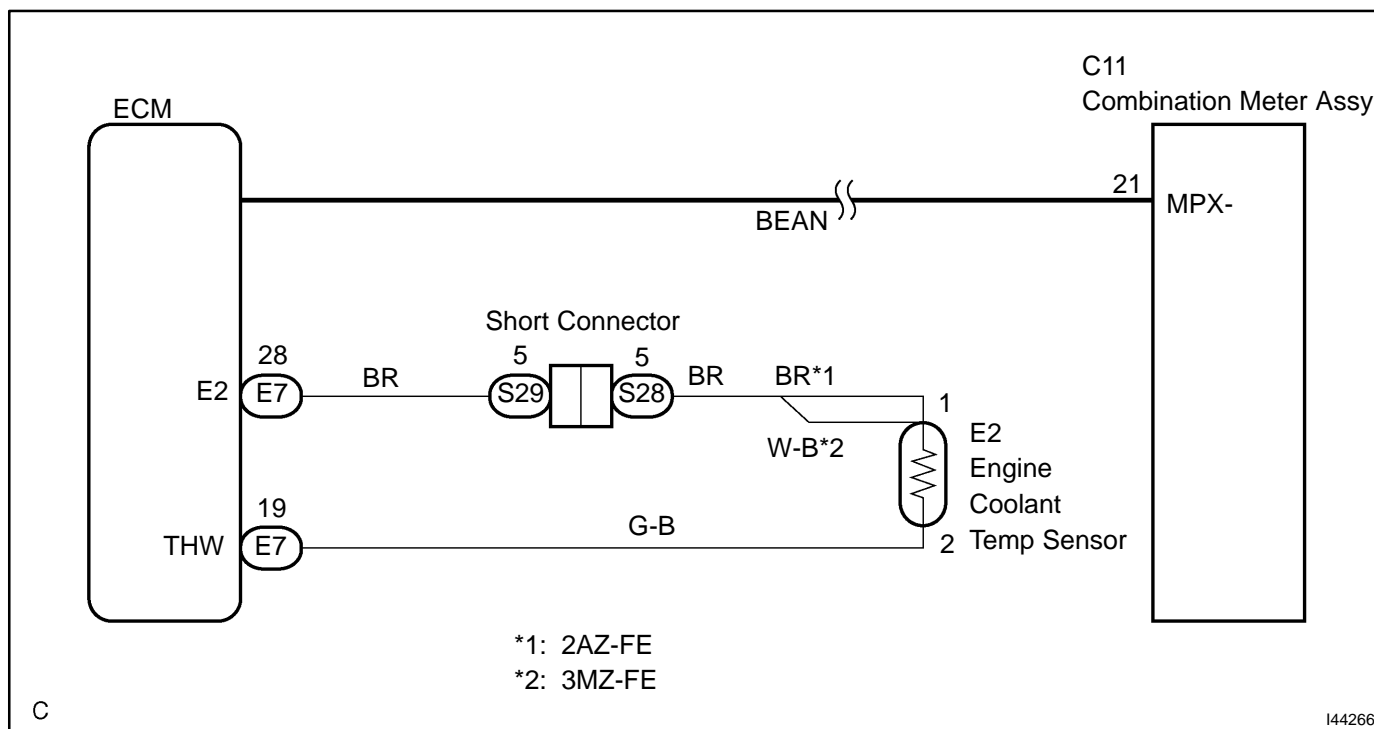 C11
Combination Meter Assy
ECM
21
MPX-
BEAN
Short Connector
28
5
5
E2
E7
BR
S29
S28
BR
BR*1
1
W-B*2
E2
Engine
Coolant
Temp Sensor
19
THW
E7
G-B
2
*1: 2AZ-FE
*2: 3MZ-FE
C
I44266